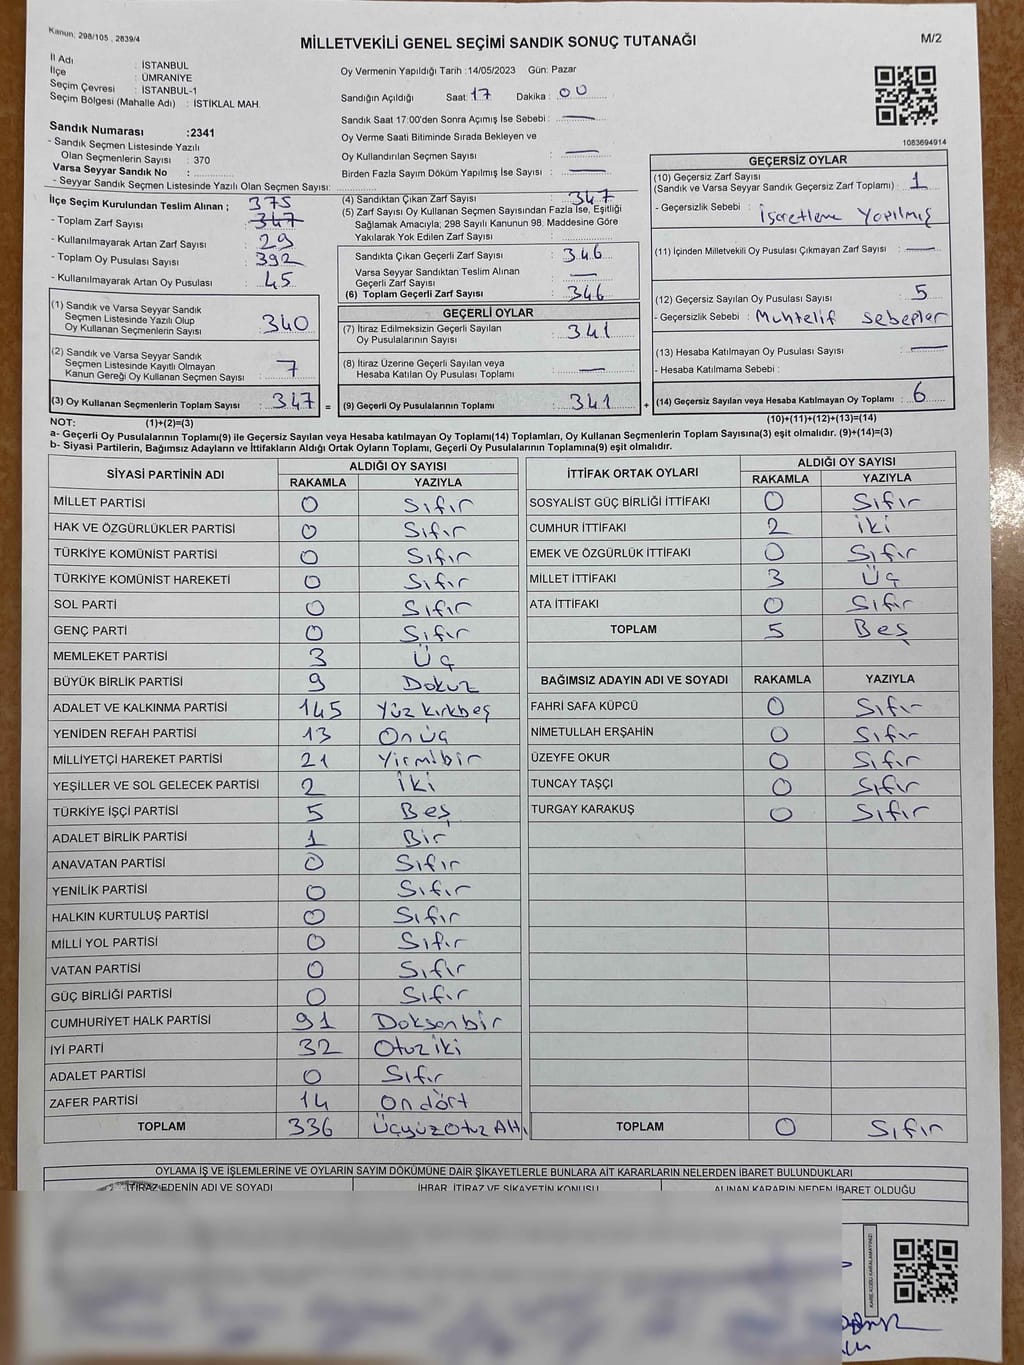 Kanun, 298/105 , 2839/4
MİLLETVEKİLİ GENEL SEÇİMİ SANDIK SONUÇ TUTANAĞI
M/2
İl Adı : İSTANBUL
İlçe : ÜMRANİYE
Seçim Çevresi : İSTANBUL-1
Seçim Bölgesi (Mahalle Adı) : İSTİKLAL MAH.
Sandık Numarası :2341
- Sandık Seçmen Listesinde Yazılı
Olan Seçmenlerin Sayısı : 370
Varsa Seyyar Sandık No :
- Seyyar Sandık Seçmen Listesinde Yazılı Olan Seçmen Sayısı:
Oy Vermenin Yapıldığı Tarih :14/05/2023 Gün: Pazar
Sandığın Açıldığı Saat: 17 Dakika : 00
Sandık Saat 17:00'den Sonra Açımış İse Sebebi : —
Oy Verme Saati Bitiminde Sırada Bekleyen ve
Oy Kullandırılan Seçmen Sayısı : —
Birden Fazla Sayım Döküm Yapılmış İse Sayısı : —
1083694914
İlçe Seçim Kurulundan Teslim Alınan ; 375
- Toplam Zarf Sayısı : 347
- Kullanılmayarak Artan Zarf Sayısı : 29
- Toplam Oy Pusulası Sayısı : 392
- Kullanılmayarak Artan Oy Pusulası : 45
(1) Sandık ve Varsa Seyyar Sandık
Seçmen Listesinde Yazılı Olup
Oy Kullanan Seçmenlerin Sayısı : 340
(2) Sandık ve Varsa Seyyar Sandık
Seçmen Listesinde Kayıtlı Olmayan
Kanun Gereği Oy Kullanan Seçmen Sayısı : 7
(3) Oy Kullanan Seçmenlerin Toplam Sayısı : 347 =
(4) Sandıktan Çıkan Zarf Sayısı : 347
(5) Zarf Sayısı Oy Kullanan Seçmen Sayısından Fazla İse, Eşitliği
Sağlamak Amacıyla; 298 Sayılı Kanunun 98. Maddesine Göre
Yakılarak Yok Edilen Zarf Sayısı :
Sandıkta Çıkan Geçerli Zarf Sayısı : 346
Varsa Seyyar Sandıktan Teslim Alınan
Geçerli Zarf Sayısı : —
(6) Toplam Geçerli Zarf Sayısı : 346
GEÇERLİ OYLAR
(7) İtiraz Edilmeksizin Geçerli Sayılan
Oy Pusulalarının Sayısı : 341
(8) İtiraz Üzerine Geçerli Sayılan veya
Hesaba Katılan Oy Pusulası Toplamı : —
(9) Geçerli Oy Pusulalarının Toplamı : 341 +
GEÇERSİZ OYLAR
(10) Geçersiz Zarf Sayısı
(Sandık ve Varsa Seyyar Sandık Geçersiz Zarf Toplamı) : 1
- Geçersizlik Sebebi : İşaretleme Yapılmış
(11) İçinden Milletvekili Oy Pusulası Çıkmayan Zarf Sayısı : —
(12) Geçersiz Sayılan Oy Pusulası Sayısı : 5
- Geçersizlik Sebebi : Muhtelif sebepler
(13) Hesaba Katılmayan Oy Pusulası Sayısı : —
- Hesaba Katılmama Sebebi :
(14) Geçersiz Sayılan veya Hesaba Katılmayan Oy Toplamı : 6
NOT: (1)+(2)=(3) (10)+(11)+(12)+(13)=(14)
a- Geçerli Oy Pusulalarının Toplamı(9) ile Geçersiz Sayılan veya Hesaba katılmayan Oy Toplamı(14) Toplamları, Oy Kullanan Seçmenlerin Toplam Sayısına(3) eşit olmalıdır. (9)+(14)=(3)
b- Siyasi Partilerin, Bağımsız Adayların ve İttifakların Aldığı Ortak Oyların Toplamı, Geçerli Oy Pusulalarının Toplamına(9) eşit olmalıdır.
SİYASİ PARTİNİN ADI ALDIĞI OY SAYISI
RAKAMLA YAZIYLA
MİLLET PARTİSİ 0 Sıfır
HAK VE ÖZGÜRLÜKLER PARTİSİ 0 Sıfır
TÜRKİYE KOMÜNİST PARTİSİ 0 Sıfır
TÜRKİYE KOMÜNİST HAREKETİ 0 Sıfır
SOL PARTİ 0 Sıfır
GENÇ PARTİ 0 Sıfır
MEMLEKET PARTİSİ 3 Üç
BÜYÜK BİRLİK PARTİSİ 9 Dokuz
ADALET VE KALKINMA PARTİSİ 145 Yüz kırkbeş
YENİDEN REFAH PARTİSİ 13 Onüç
MİLLİYETÇİ HAREKET PARTİSİ 21 Yirmibir
YEŞİLLER VE SOL GELECEK PARTİSİ 2 İki
TÜRKİYE İŞÇİ PARTİSİ 5 Beş
ADALET BİRLİK PARTİSİ 1 Bir
ANAVATAN PARTİSİ 0 Sıfır
YENİLİK PARTİSİ 0 Sıfır
HALKIN KURTULUŞ PARTİSİ 0 Sıfır
MİLLİ YOL PARTİSİ 0 Sıfır
VATAN PARTİSİ 0 Sıfır
GÜÇ BİRLİĞİ PARTİSİ 0 Sıfır
CUMHURİYET HALK PARTİSİ 91 Doksanbir
İYİ PARTİ 32 Otuziki
ADALET PARTİSİ 0 Sıfır
ZAFER PARTİSİ 14 Ondört
TOPLAM 336 ÜçyüzOtuz Altı
İTTİFAK ORTAK OYLARI ALDIĞI OY SAYISI
RAKAMLA YAZIYLA
SOSYALİST GÜÇ BİRLİĞİ İTTİFAKI 0 Sıfır
CUMHUR İTTİFAKI 2 İki
EMEK VE ÖZGÜRLÜK İTTİFAKI 0 Sıfır
MİLLET İTTİFAKI 3 Üç
ATA İTTİFAKI 0 Sıfır
TOPLAM 5 Beş
BAĞIMSIZ ADAYIN ADI VE SOYADI RAKAMLA YAZIYLA
FAHRİ SAFA KÜPCÜ 0 Sıfır
NİMETULLAH ERŞAHİN 0 Sıfır
ÜZEYFE OKUR 0 Sıfır
TUNCAY TAŞÇI 0 Sıfır
TURGAY KARAKUŞ 0 Sıfır
TOPLAM 0 Sıfır
OYLAMA İŞ VE İŞLEMLERİNE VE OYLARIN SAYIM DÖKÜMÜNE DAİR ŞİKAYETLERLE BUNLARA AİT KARARLARIN NELERDEN İBARET BULUNDUKLARI
İTİRAZ EDENİN ADI VE SOYADI İHBAR, İTİRAZ VE ŞİKAYETİN KONUSU ALINAN KARARIN NEDEN İBARET OLDUĞU
KARE KODU KARALAMAYINIZ!